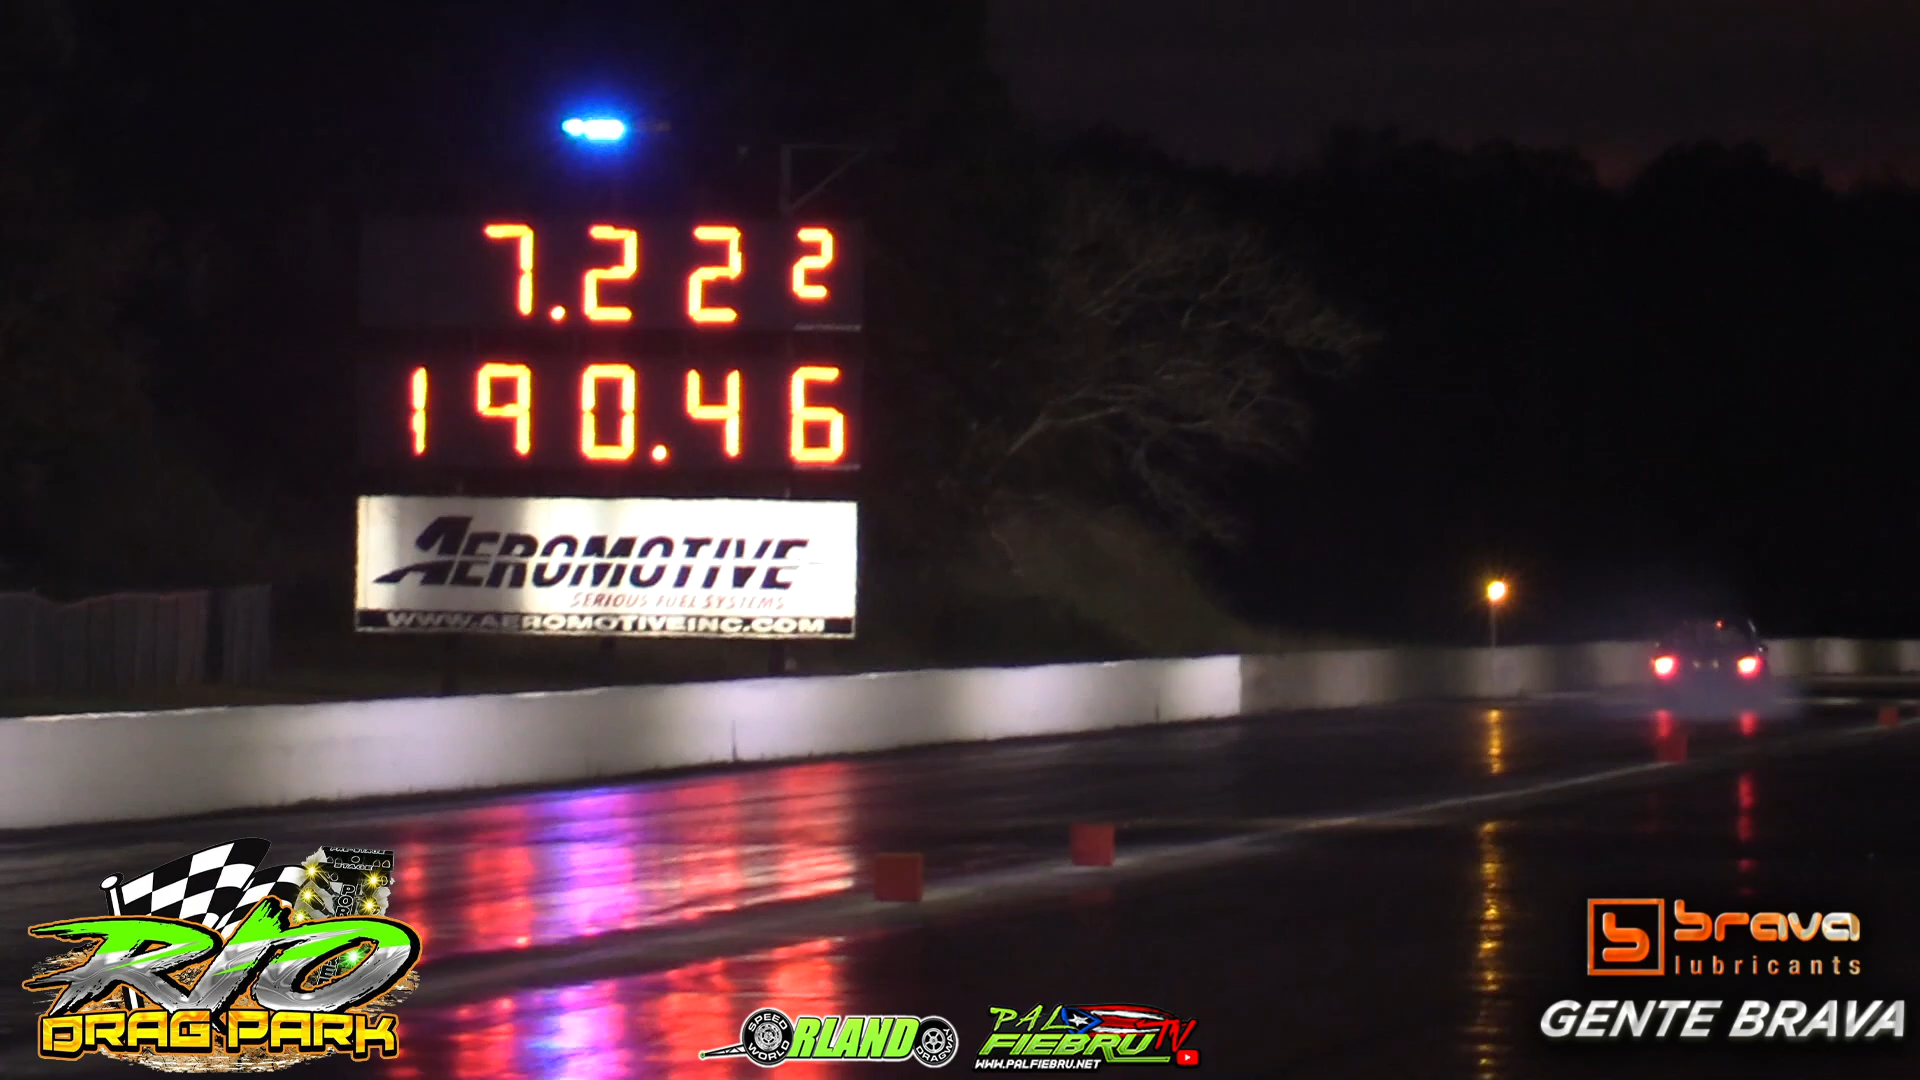 7.222
190.46
AEROMOTIVE
SERIOUS FUEL SYSTEMS
WWW.AEROMOTIVEINC.COM
RIO
DRAG PARK
SPEED WORLD
ORLANDO
DRAGWAY
PAL FIEBRU TV
WWW.PALFIEBRU.NET
brava
lubricants
GENTE BRAVA